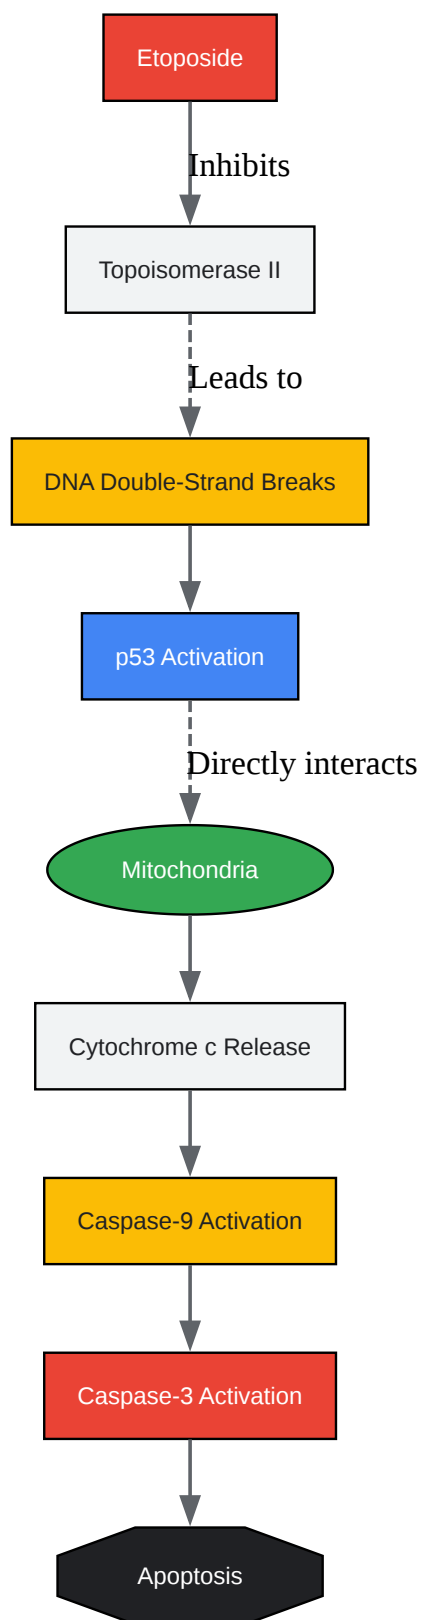 Etoposide
Inhibits
Topoisomerase II
Leads to
DNA Double-Strand Breaks
p53 Activation
Directly interacts
Mitochondria
Cytochrome c Release
Caspase-9 Activation
Caspase-3 Activation
Apoptosis